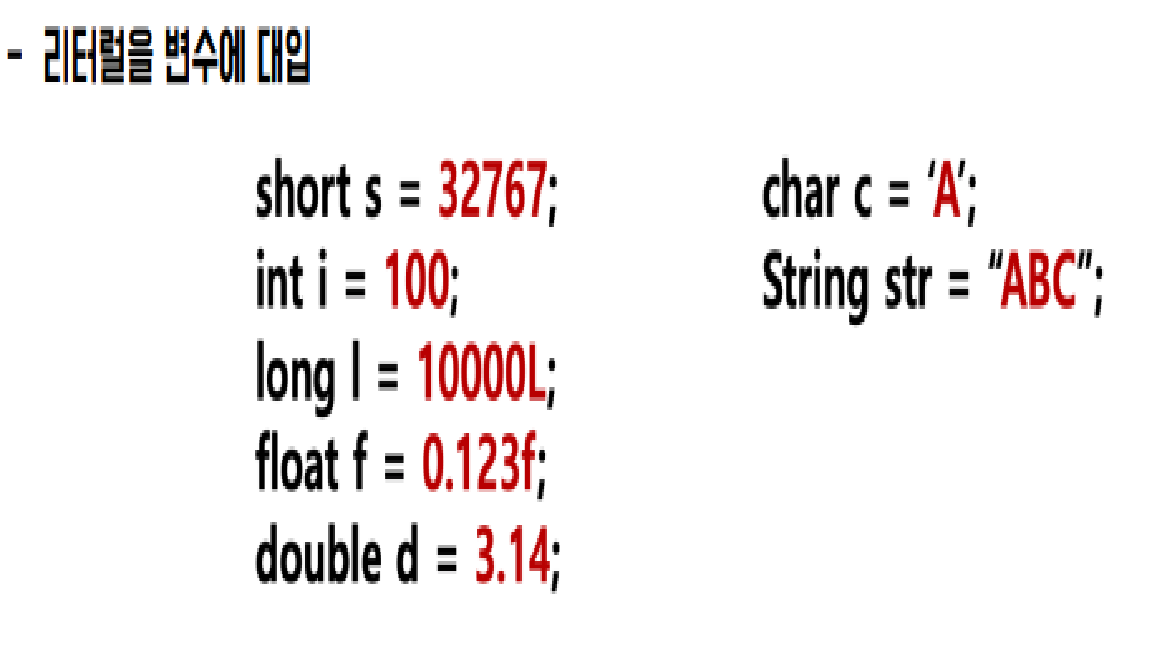 - 리터럴을 변수에 대입
short s = 32767;
int i = 100;
long l = 10000L;
float f = 0.123f;
double d = 3.14;
char c = ‘A’;
String str = “ABC”;